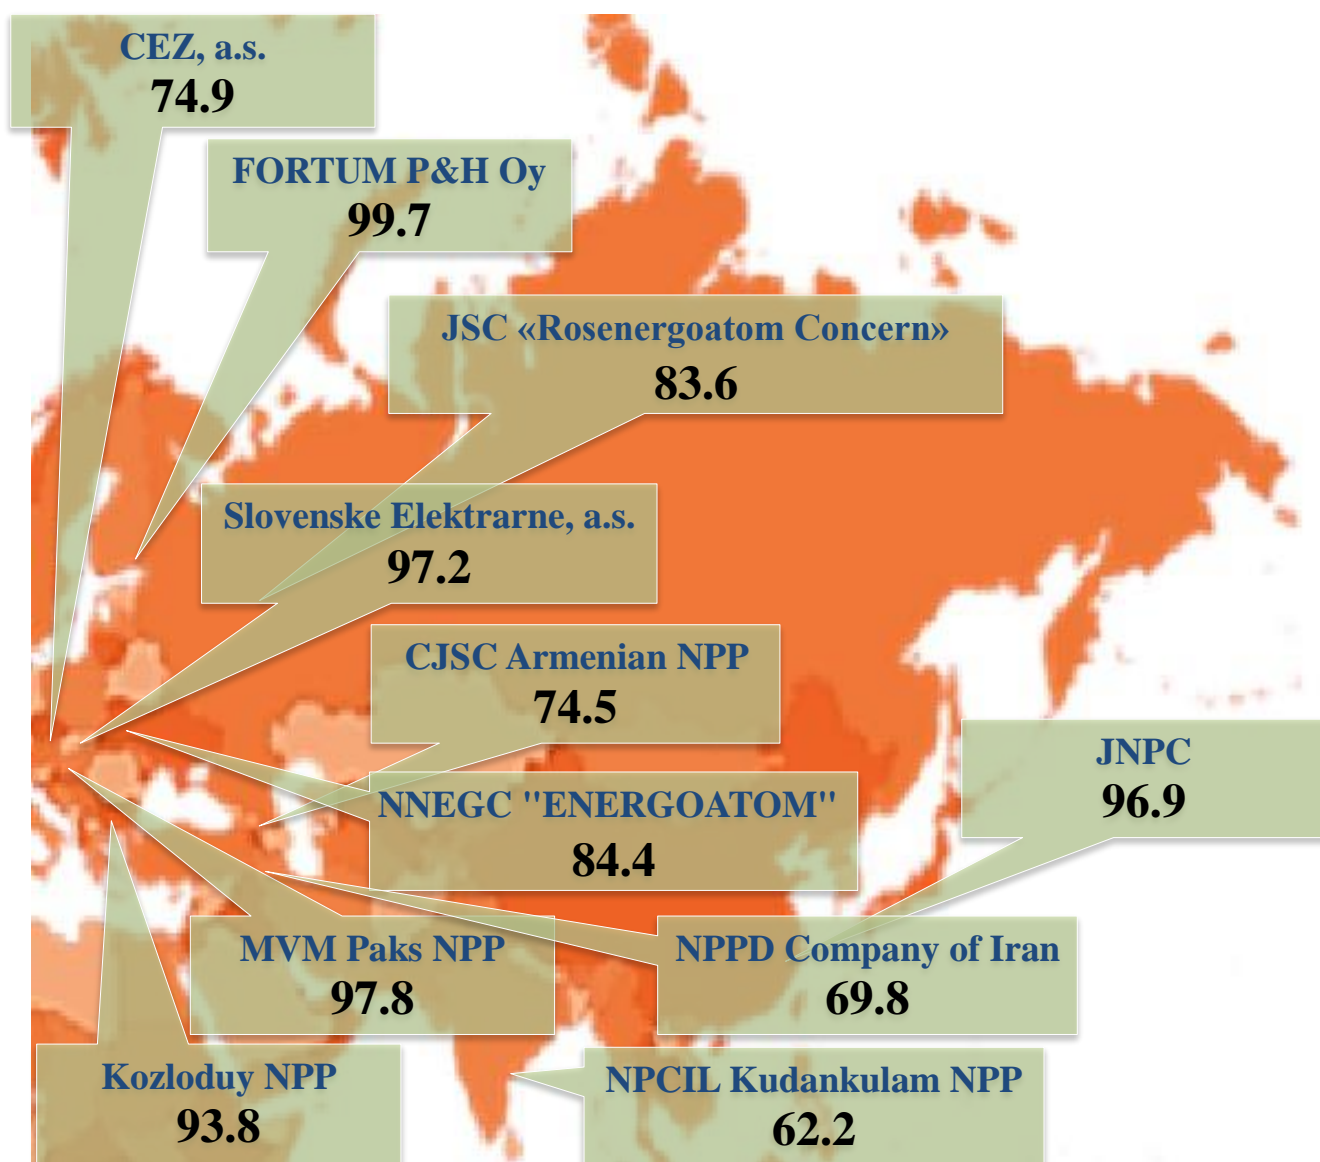 CEZ, a.s.
74.9
FORTUM P&H Oy
99.7
JSC «Rosenergoatom Concern»
83.6
Slovenske Elektrarne, a.s.
97.2
CJSC Armenian NPP
74.5
JNPC
96.9
NNEGC "ENERGOATOM"
84.4
MVM Paks NPP
97.8
NPPD Company of Iran
69.8
Kozloduy NPP
93.8
NPCIL Kudankulam NPP
62.2